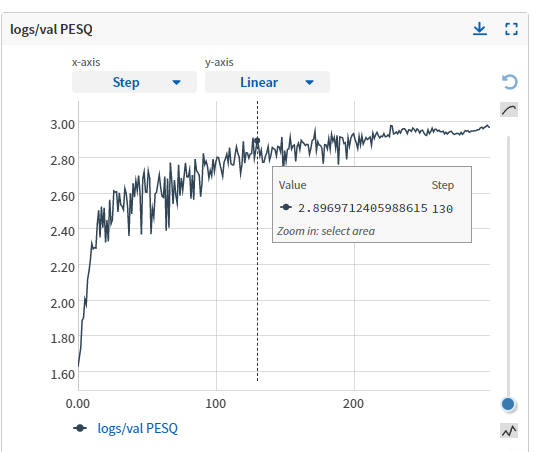 logs/val PESQ
x-axis
y-axis
Step
Linear
3.00
2.80
2.60
2.40
2.20
2.00
1.80
1.60
Value
Step
2.8969712405988615
130
Zoom in: select area
0.00
100
200
logs/val PESQ